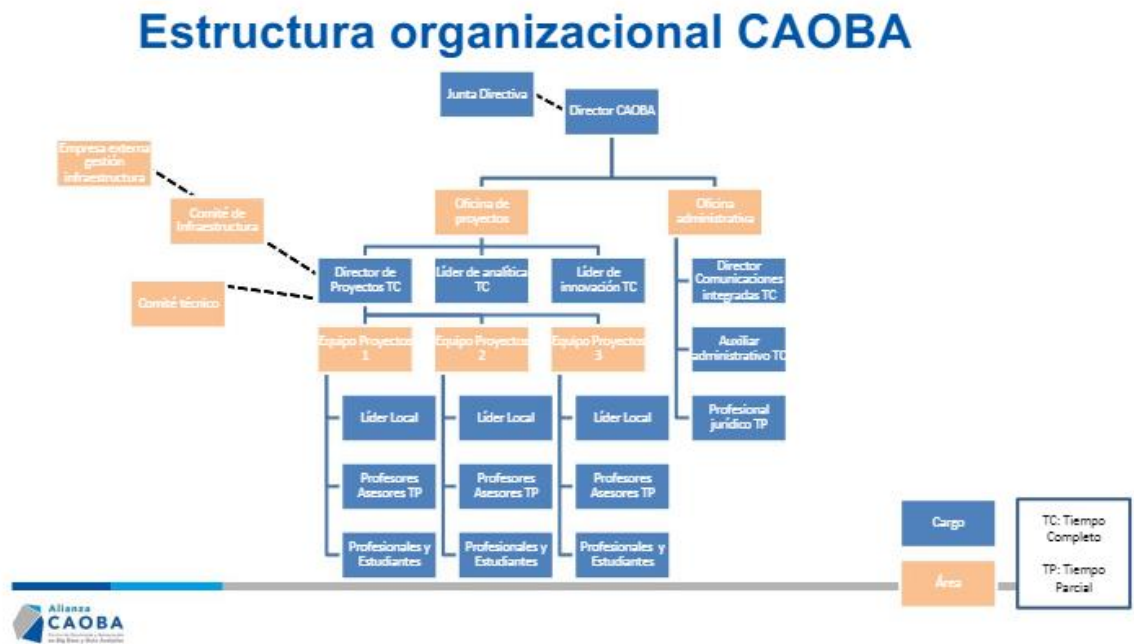 Estructura organizacional CAOBA
Junta Directiva
Director CAOBA
Empresa externa
gestión
infraestructura
Comité de
Infraestructura
Comité técnico
Oficina de
proyectos
Oficina
administrativa
Director de
Proyectos TC
Líder de analítica
TC
Líder de
innovación TC
Director
Comunicaciones
integradas TC
Equipo Proyectos
1
Equipo Proyectos
2
Equipo Proyectos
3
Auxiliar
administrativo TC
Líder Local
Líder Local
Líder Local
Profesional
jurídico TP
Profesores
Asesores TP
Profesores
Asesores TP
Profesores
Asesores TP
Profesionales y
Estudiantes
Profesionales y
Estudiantes
Profesionales y
Estudiantes
Cargo
Área
TC: Tiempo
Completo
TP: Tiempo
Parcial
Alianza
CAOBA